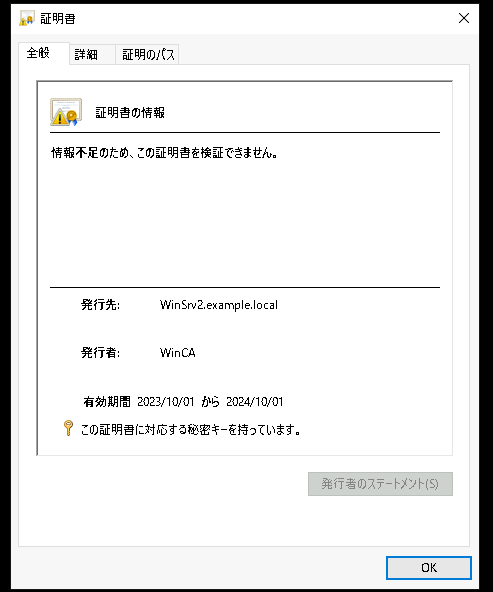 証明書
全般
詳細
証明のパス
証明書の情報
情報不足のため、この証明書を検証できません。
発行先: WinSrv2.example.local
発行者: WinCA
有効期間 2023/10/01 から 2024/10/01
この証明書に対応する秘密キーを持っています。
発行者のステートメント(S)
OK